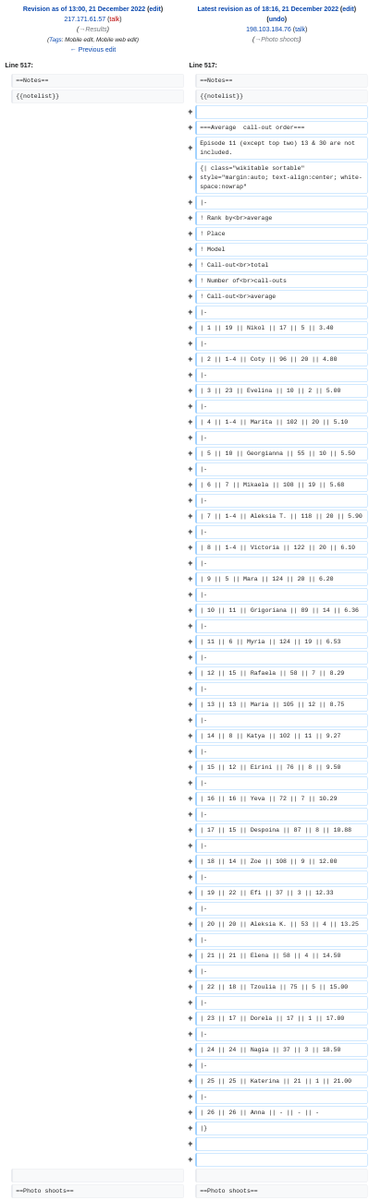 Revision as of 13:00, 21 December 2022 (edit)
217.171.61.57 (talk)
(→Results)
(Tags: Mobile edit, Mobile web edit)
← Previous edit
Latest revision as of 18:16, 21 December 2022 (edit)
(undo)
198.103.184.76 (talk)
(→Photo shoots)
Line 517:
Line 517:
==Notes==
==Notes==
{{notelist}}
{{notelist}}
===Average call-out order===
Episode 11 (except top two) 13 & 30 are not
included.
{| class="wikitable sortable"
style="margin:auto; text-align:center; white-
space:nowrap"
|-
! Rank by<br>average
! Place
! Model
! Call-out<br>total
! Number of<br>call-outs
! Call-out<br>average
|-
| 1 || 19 || Nikol || 17 || 5 || 3.40
|-
| 2 || 1-4 || Coty || 96 || 20 || 4.80
|-
| 3 || 23 || Evelina || 10 || 2 || 5.00
|-
| 4 || 1-4 || Marita || 102 || 20 || 5.10
|-
| 5 || 10 || Georgianna || 55 || 10 || 5.50
|-
| 6 || 7 || Mikaela || 108 || 19 || 5.68
|-
| 7 || 1-4 || Aleksia T. || 118 || 20 || 5.90
|-
| 8 || 1-4 || Victoria || 122 || 20 || 6.10
|-
| 9 || 5 || Mara || 124 || 20 || 6.20
|-
| 10 || 11 || Grigoriana || 89 || 14 || 6.36
|-
| 11 || 6 || Myria || 124 || 19 || 6.53
|-
| 12 || 15 || Rafaela || 58 || 7 || 8.29
|-
| 13 || 13 || Maria || 105 || 12 || 8.75
|-
| 14 || 8 || Katya || 102 || 11 || 9.27
|-
| 15 || 12 || Eirini || 76 || 8 || 9.50
|-
| 16 || 16 || Yeva || 72 || 7 || 10.29
|-
| 17 || 15 || Despoina || 87 || 8 || 10.88
|-
| 18 || 14 || Zoe || 108 || 9 || 12.00
|-
| 19 || 22 || Efi || 37 || 3 || 12.33
|-
| 20 || 20 || Aleksia K. || 53 || 4 || 13.25
|-
| 21 || 21 || Elena || 58 || 4 || 14.50
|-
| 22 || 18 || Tzoulia || 75 || 5 || 15.00
|-
| 23 || 17 || Dorela || 17 || 1 || 17.00
|-
| 24 || 24 || Nagia || 37 || 3 || 18.50
|-
| 25 || 25 || Katerina || 21 || 1 || 21.00
|-
| 26 || 26 || Anna || - || - || -
|}
==Photo shoots==
==Photo shoots==